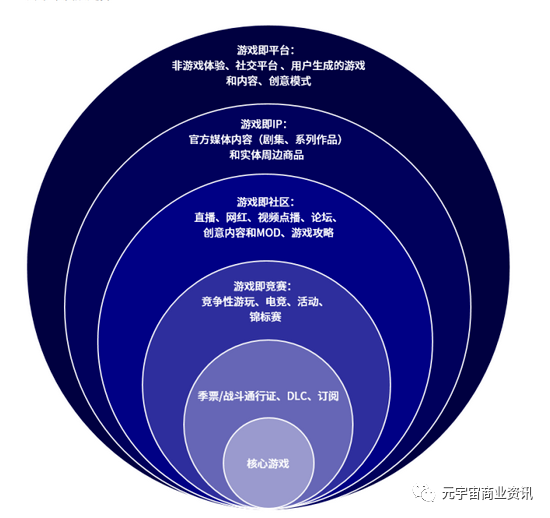 游戏即平台：
非游戏体验、社交平台、用户生成的游戏
和内容、创意模式
游戏即IP：
官方媒体内容（剧集、系列作品）
和实体周边商品
游戏即社区：
直播、网红、视频点播、论坛、
创意内容和MOD、游戏攻略
游戏即竞赛：
竞争性游玩、电竞、活动、
锦标赛
季票/战斗通行证、DLC、订阅
核心游戏
元宇宙商业资讯